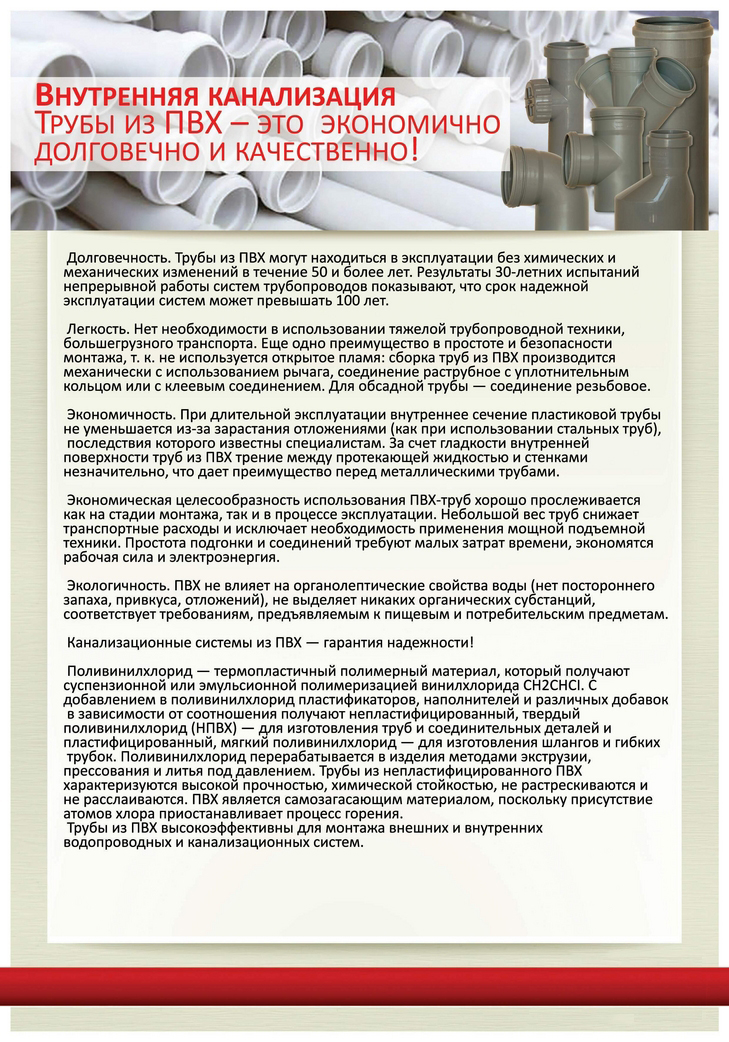 Внутренняя канализация
Трубы из ПВХ – это экономично
долговечно и качественно!
Долговечность. Трубы из ПВХ могут находиться в эксплуатации без химических и
механических изменений в течение 50 и более лет. Результаты 30-летних испытаний
непрерывной работы систем трубопроводов показывают, что срок надежной
эксплуатации систем может превышать 100 лет.
Легкость. Нет необходимости в использовании тяжелой трубопроводной техники,
большегрузного транспорта. Еще одно преимущество в простоте и безопасности
монтажа, т. к. не используется открытое пламя: сборка труб из ПВХ производится
механически с использованием рычага, соединение раструбное с уплотнительным
кольцом или с клеевым соединением. Для обсадной трубы — соединение резьбовое.
Экономичность. При длительной эксплуатации внутреннее сечение пластиковой трубы
не уменьшается из-за зарастания отложениями (как при использовании стальных труб),
последствия которого известны специалистам. За счет гладкости внутренней
поверхности труб из ПВХ трение между протекающей жидкостью и стенками
незначительно, что дает преимущество перед металлическими трубами.
Экономическая целесообразность использования ПВХ-труб хорошо прослеживается
как на стадии монтажа, так и в процессе эксплуатации. Небольшой вес труб снижает
транспортные расходы и исключает необходимость применения мощной подъемной
техники. Простота подгонки и соединений требуют малых затрат времени, экономятся
рабочая сила и электроэнергия.
Экологичность. ПВХ не влияет на органолептические свойства воды (нет постороннего
запаха, привкуса, отложений), не выделяет никаких органических субстанций,
соответствует требованиям, предъявляемым к пищевым и потребительским предметам.
Канализационные системы из ПВХ — гарантия надежности!
Поливинилхлорид — термопластичный полимерный материал, который получают
суспензионной или эмульсионной полимеризацией винилхлорида CH2CHCI. С
добавлением в поливинилхлорид пластификаторов, наполнителей и различных добавок
в зависимости от соотношения получают непластифицированный, твердый
поливинилхлорид (НПВХ) — для изготовления труб и соединительных деталей и
пластифицированный, мягкий поливинилхлорид — для изготовления шлангов и гибких
трубок. Поливинилхлорид перерабатывается в изделия методами экструзии,
прессования и литья под давлением. Трубы из непластифицированного ПВХ
характеризуются высокой прочностью, химической стойкостью, не растрескиваются и
не расслаиваются. ПВХ является самозагасающим материалом, поскольку присутствие
атомов хлора приостанавливает процесс горения.
Трубы из ПВХ высокоэффективны для монтажа внешних и внутренних
водопроводных и канализационных систем.